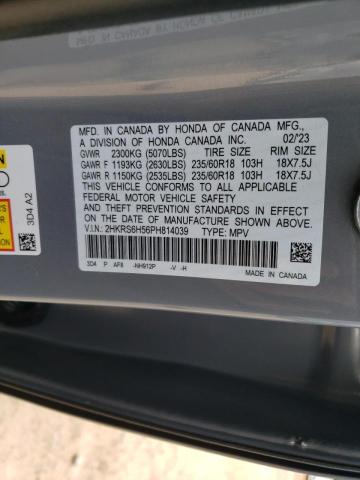 MFD. IN CANADA BY HONDA OF CANADA MFG.,
A DIVISION OF HONDA CANADA INC. 02/23
GVWR 2300KG (5070LBS) TIRE SIZE RIM SIZE
GAWR F 1193KG (2630LBS) 235/60R18 103H 18X7.5J
GAWR R 1150KG (2535LBS) 235/60R18 103H 18X7.5J
THIS VEHICLE CONFORMS TO ALL APPLICABLE
FEDERAL MOTOR VEHICLE SAFETY
AND THEFT PREVENTION STANDARDS IN EFFECT
ON THE DATE OF MANUFACTURE SHOWN ABOVE.
V.I.N.: 2HKRS6H56PH814039 TYPE: MPV
3D4 P AF8 -NH912P -V -H
MADE IN CANADA
3D4 A2